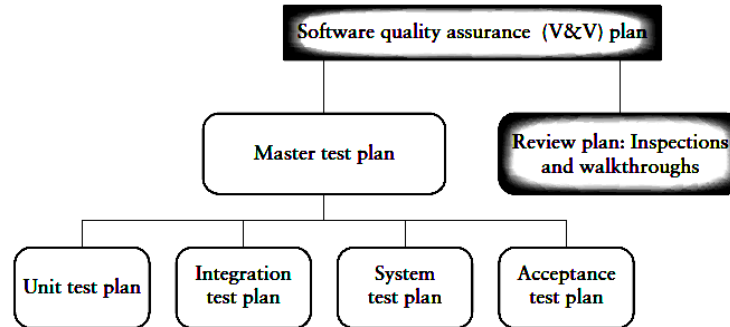 Software quality assurance (V&V) plan
Master test plan
Review plan: Inspections
and walkthroughs
Unit test plan
Integration
test plan
System
test plan
Acceptance
test plan